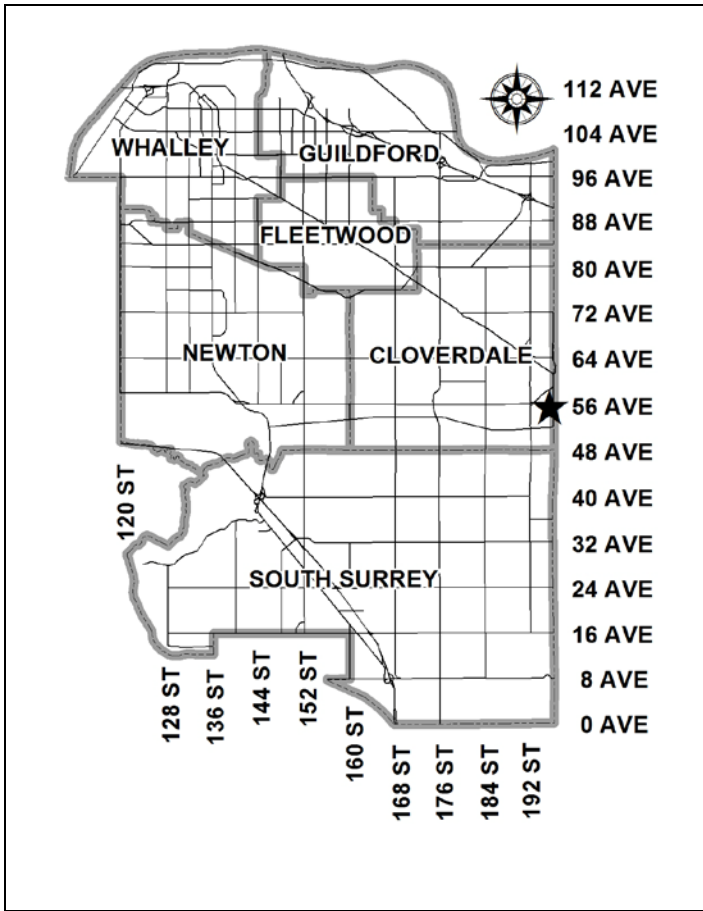 112 AVE
104 AVE
WHALLEY
GUILDFORD
96 AVE
88 AVE
FLEETWOOD
80 AVE
72 AVE
NEWTON
CLOVERDALE
64 AVE
56 AVE
48 AVE
120 ST
40 AVE
32 AVE
SOUTH SURREY
24 AVE
16 AVE
8 AVE
0 AVE
128 ST
136 ST
144 ST
152 ST
160 ST
168 ST
176 ST
184 ST
192 ST